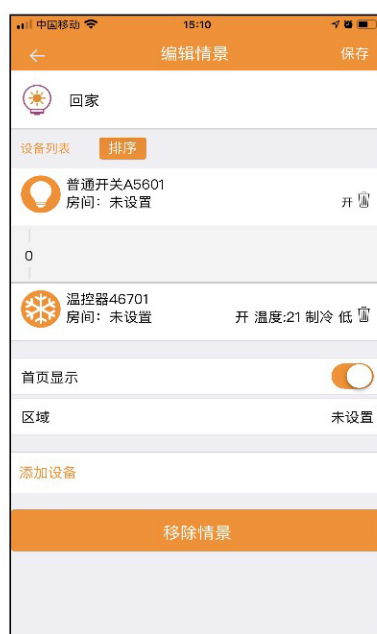 中国移动 15:10
编辑情景 保存
回家
设备列表 排序
普通开关A5601
房间：未设置 开
0
温控器46701
房间：未设置 开 温度:21 制冷 低
首页显示
区域 未设置
添加设备
移除情景